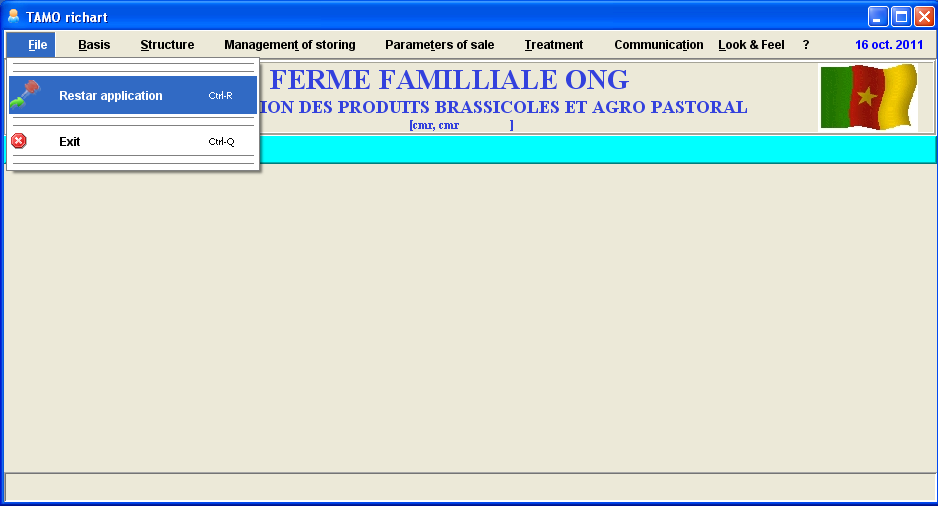 TAMO richart
File Basis Structure Management of storing Parameters of sale Treatment Communication Look & Feel ? 16 oct. 2011
FERME FAMILLIALE ONG
Restar application Ctrl-R
ION DES PRODUITS BRASSICOLES ET AGRO PASTORAL
[cmr, cmr ]
Exit Ctrl-Q